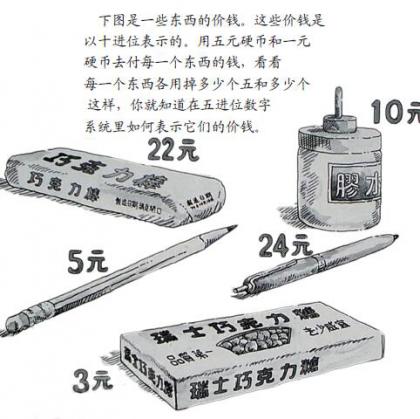 下图是一些东西的价钱。这些价钱是
以十进位表示的。用五元硬币和一元
硬币去付每一个东西的钱，看看
每一个东西各用掉多少个五和多少个
这样，你就知道在五进位数字
系统里如何表示它们的价钱。
10元
22元
巧克力糖
巧克力糖
膠水
5元
24元
瑞士巧克力糖
3元
瑞士巧克力糖